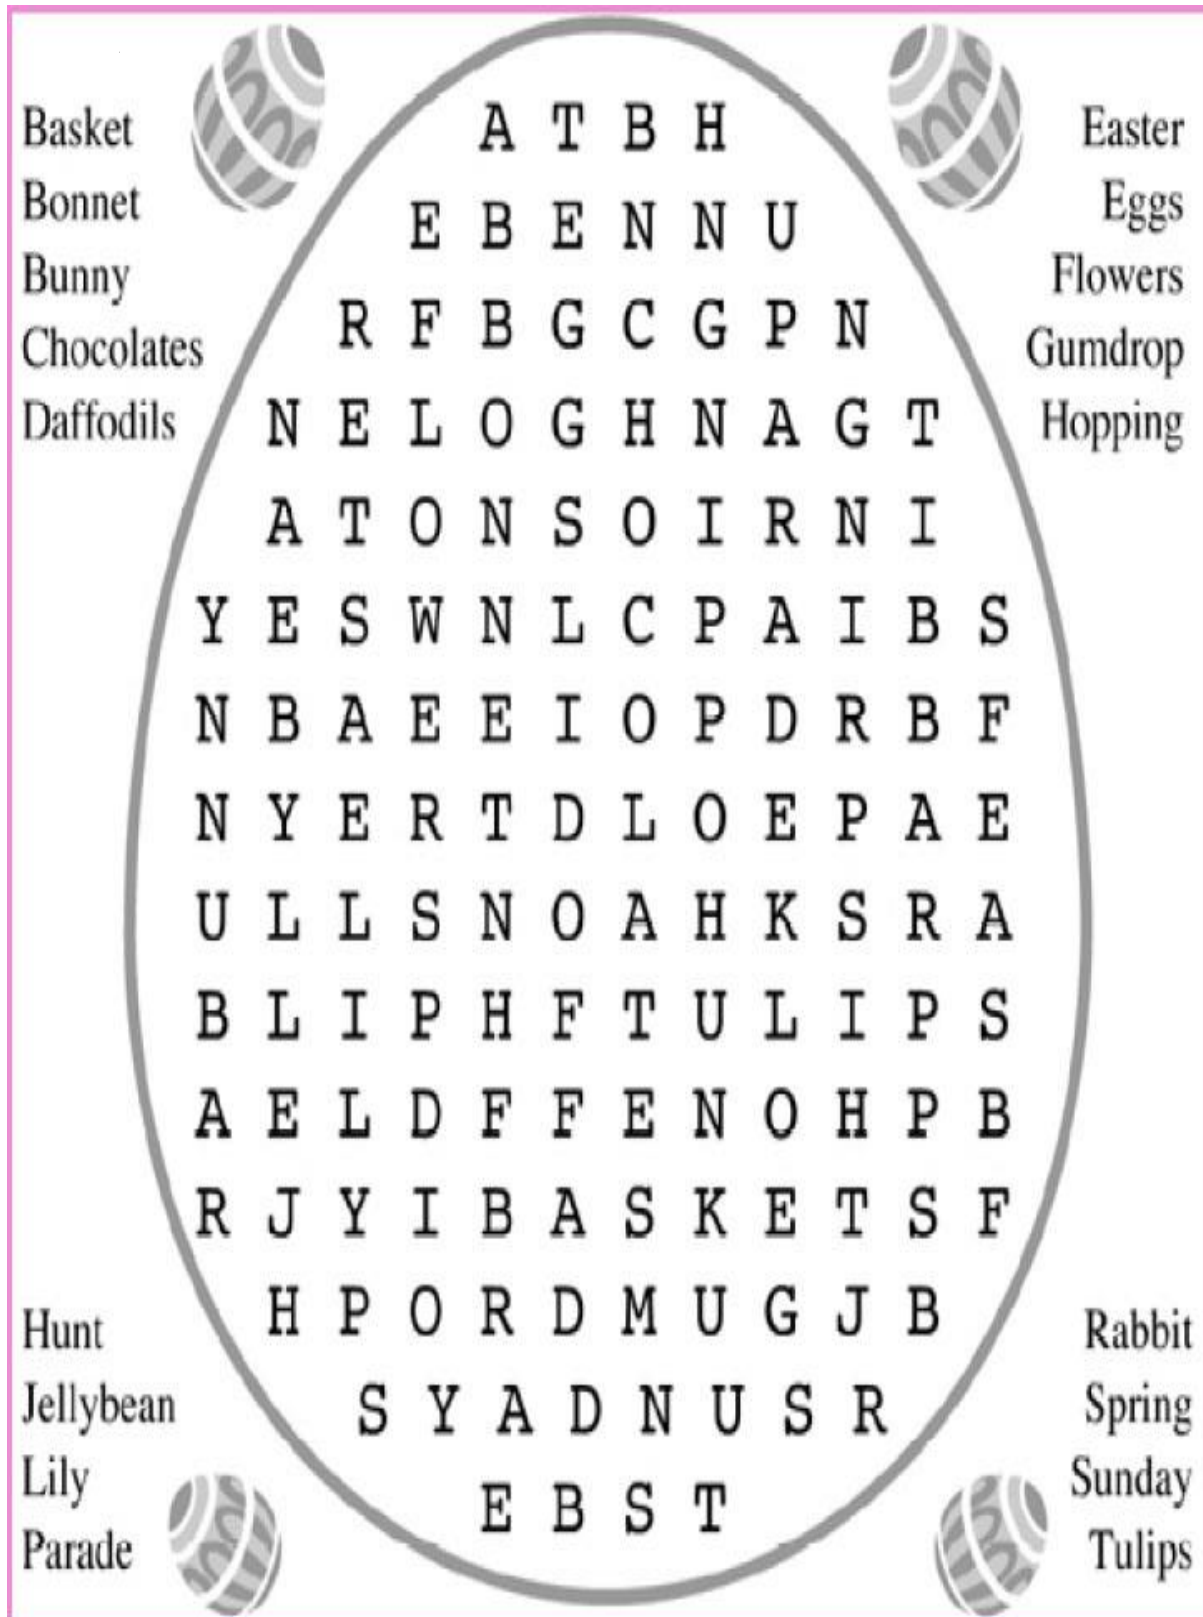 Basket
Bonnet
Bunny
Chocolates
Daffodils
Easter
Eggs
Flowers
Gumdrop
Hopping
A T B H
E B E N N U
R F B G C G P N
N E L O G H N A G T
A T O N S O I R N I
Y E S W N L C P A I B S
N B A E E I O P D R B F
N Y E R T D L O E P A E
U L L S N O A H K S R A
B L I P H F T U L I P S
A E L D F F E N O H P B
R J Y I B A S K E T S F
H P O R D M U G J B
S Y A D N U S R
E B S T
Hunt
Jellybean
Lily
Parade
Rabbit
Spring
Sunday
Tulips